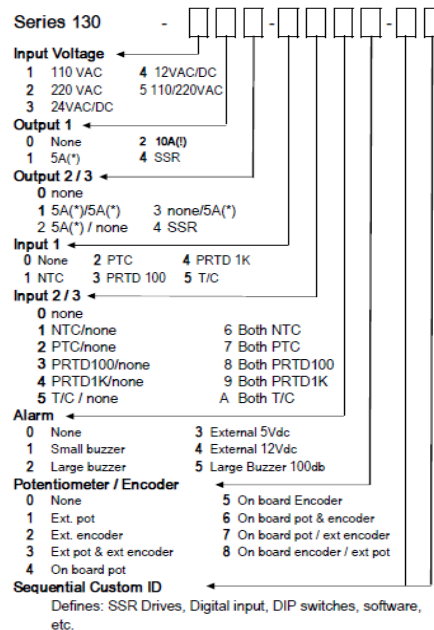 Series 130 - -  -
Input Voltage
1 110 VAC 4 12VAC/DC
2 220 VAC 5 110/220VAC
3 24VAC/DC
Output 1
0 None 2 10A(!)
1 5A(*) 4 SSR
Output 2 / 3
0 none
1 5A(*)/5A(*) 3 none/5A(*)
2 5A(*) / none 4 SSR
Input 1
0 None 2 PTC 4 PRTD 1K
1 NTC 3 PRTD 100 5 T/C
Input 2 / 3
0 none
1 NTC/none 6 Both NTC
2 PTC/none 7 Both PTC
3 PRTD100/none 8 Both PRTD100
4 PRTD1K/none 9 Both PRTD1K
5 T/C / none A Both T/C
Alarm
0 None 3 External 5Vdc
1 Small buzzer 4 External 12Vdc
2 Large buzzer 5 Large Buzzer 100db
Potentiometer / Encoder
0 None 5 On board Encoder
1 Ext. pot 6 On board pot & encoder
2 Ext. encoder 7 On board pot / ext encoder
3 Ext pot & ext encoder 8 On board encoder / ext pot
4 On board pot
Sequential Custom ID
Defines: SSR Drives, Digital input, DIP switches, software,
etc.